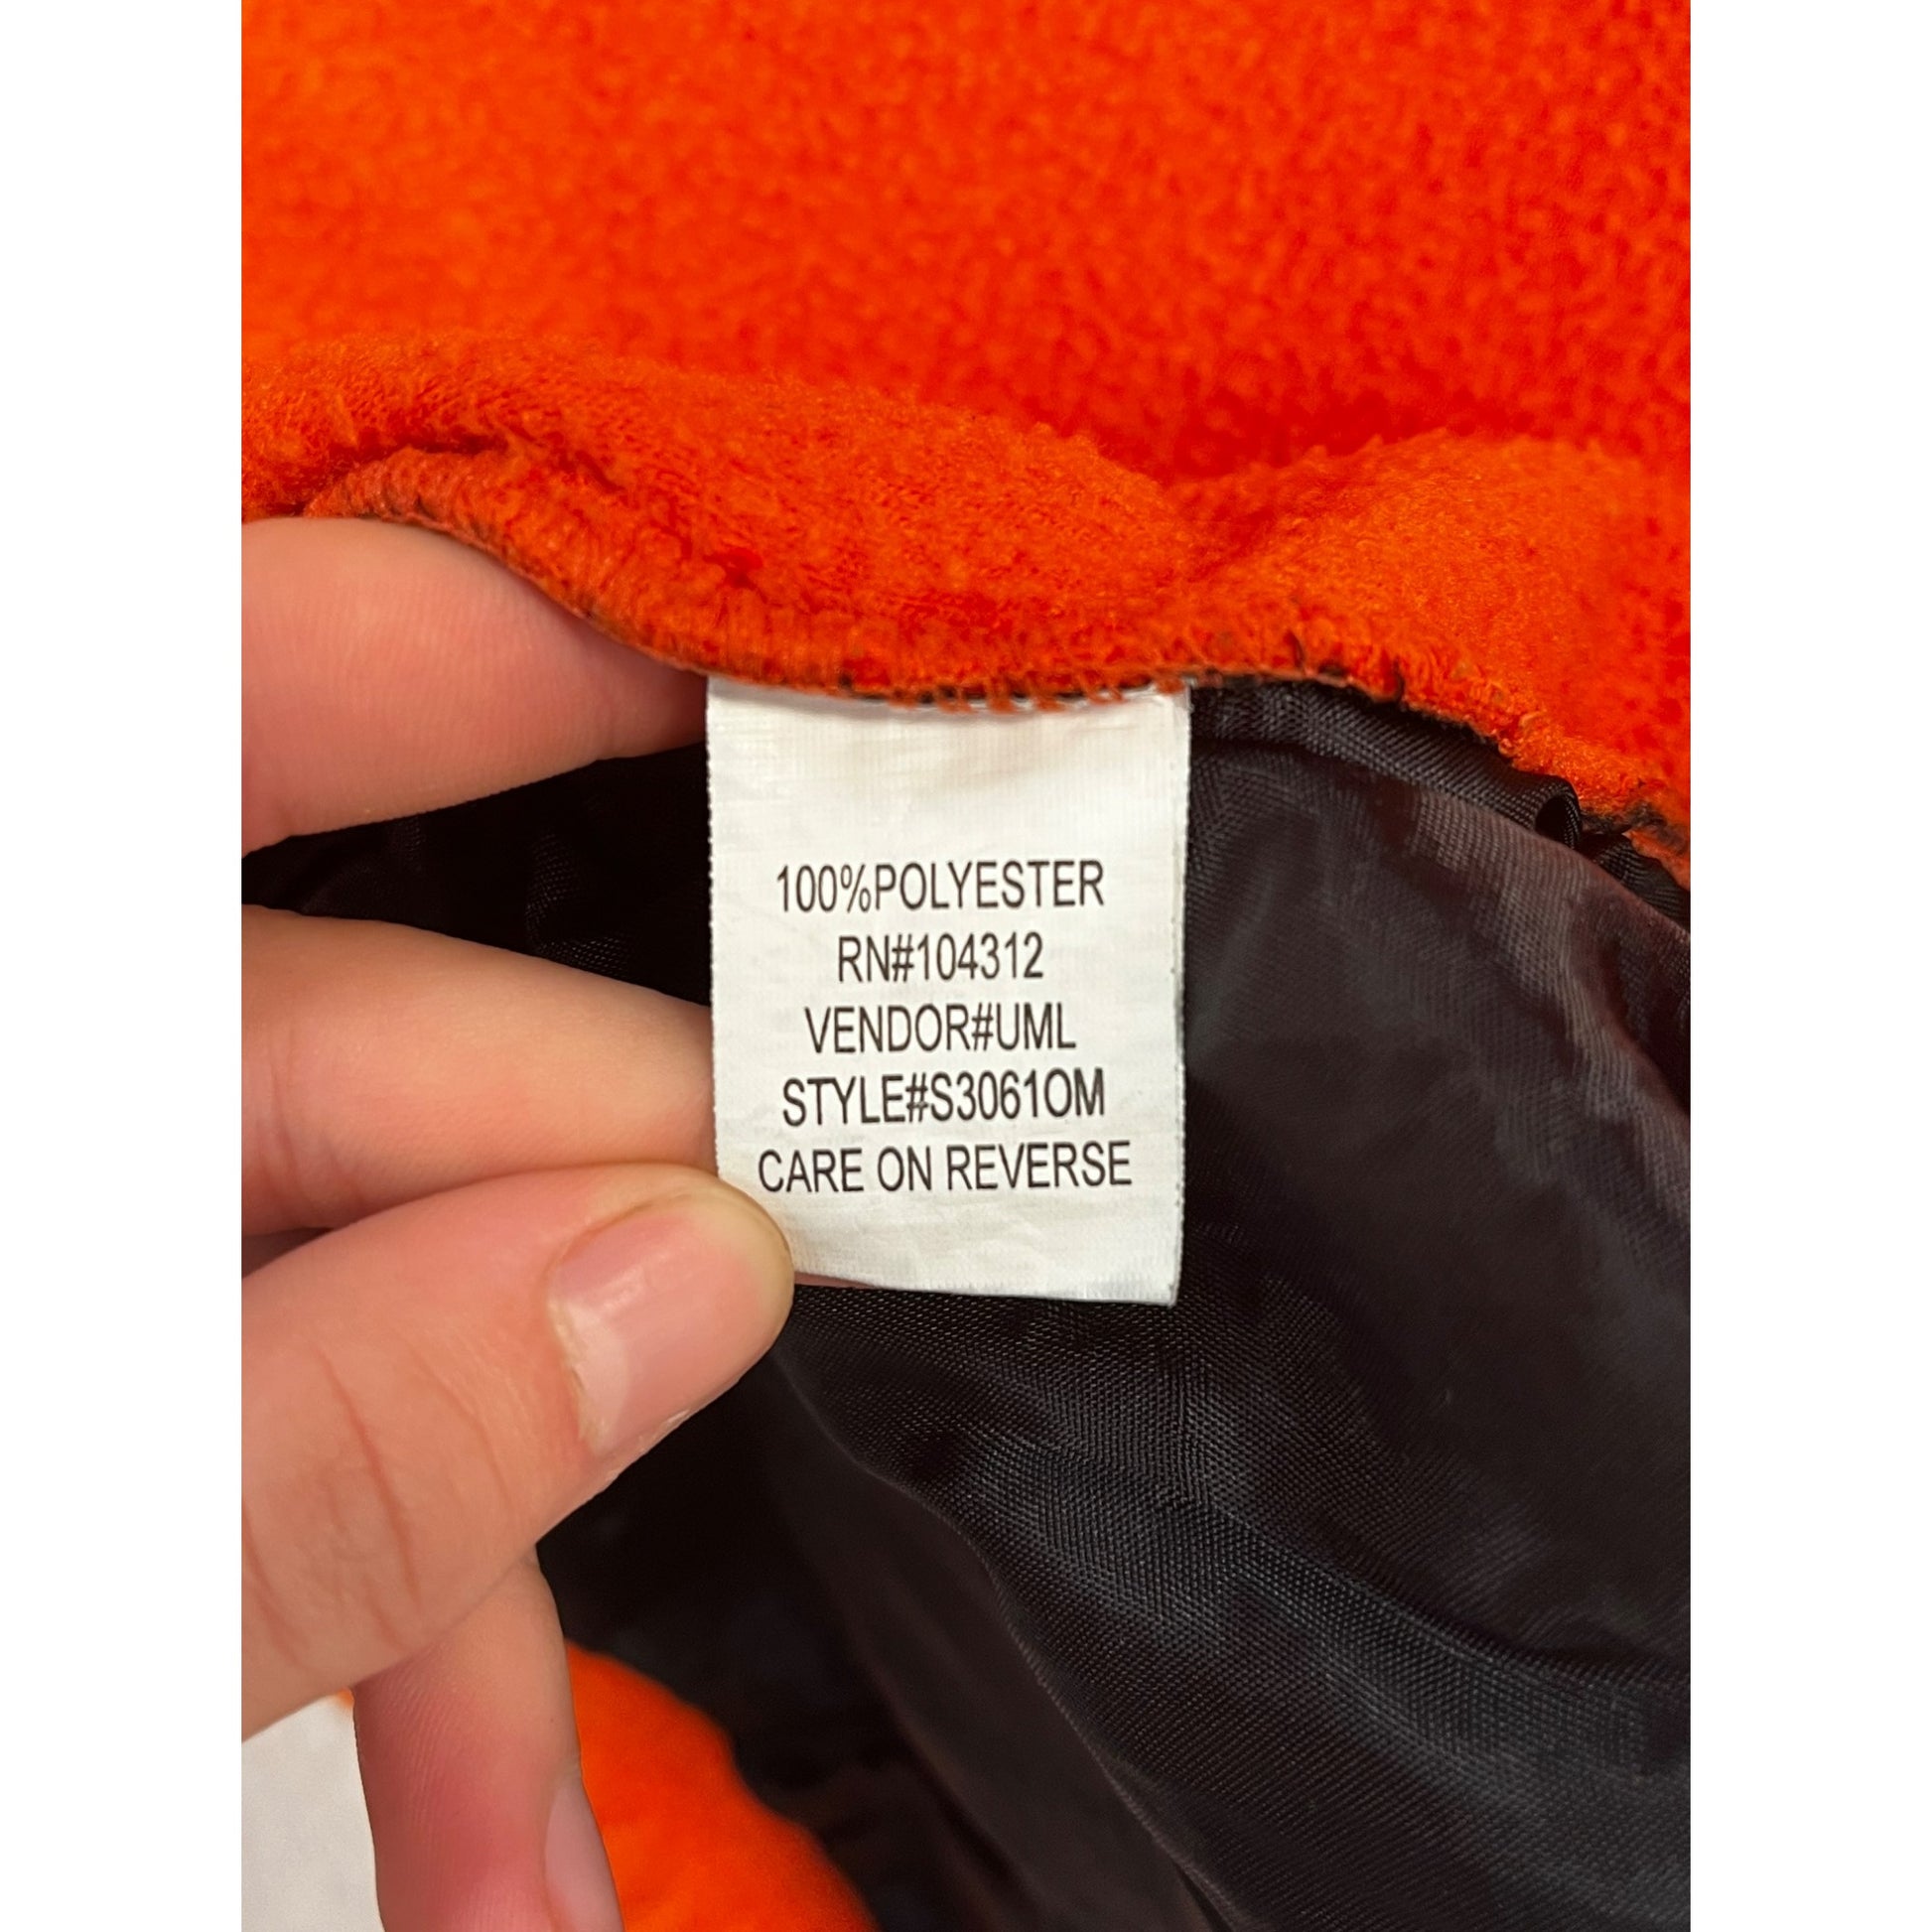 100%POLYESTER
RN#104312
VENDOR#UML
STYLE#S3061OM
CARE ON REVERSE